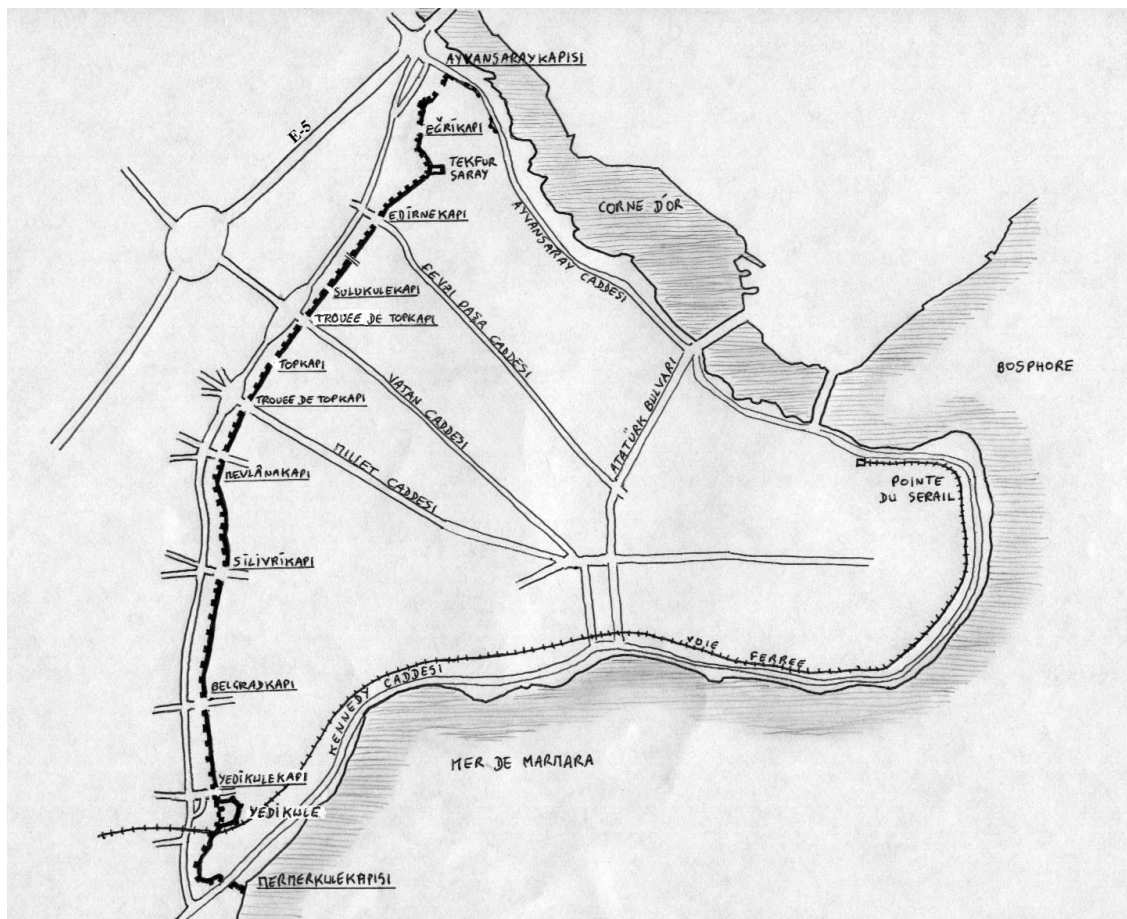 AYVANSARAYKAPISI
E-5
EĞRİKAPI
TEKFUR
SARAY
CORNE D'OR
EDİRNEKAPI
AYVANSARAY CADDESİ
SULUKULEKAPI
TROUEE DE TOPKAPI
FEVZI PAŞA CADDESİ
TOPKAPI
VATAN CADDESİ
ATATÜRK BULVARI
BOSPHORE
TROUEE DE TOPKAPI
MILLET CADDESİ
MEVLÂNAKAPI
POINTE
DU SERAIL
SİLİVRİKAPI
VOIE FERREE
BELGRADKAPI
KENNEDY CADDESİ
MER DE MARMARA
YEDİKULEKAPI
YEDİKULE
MERMERKULEKAPISI